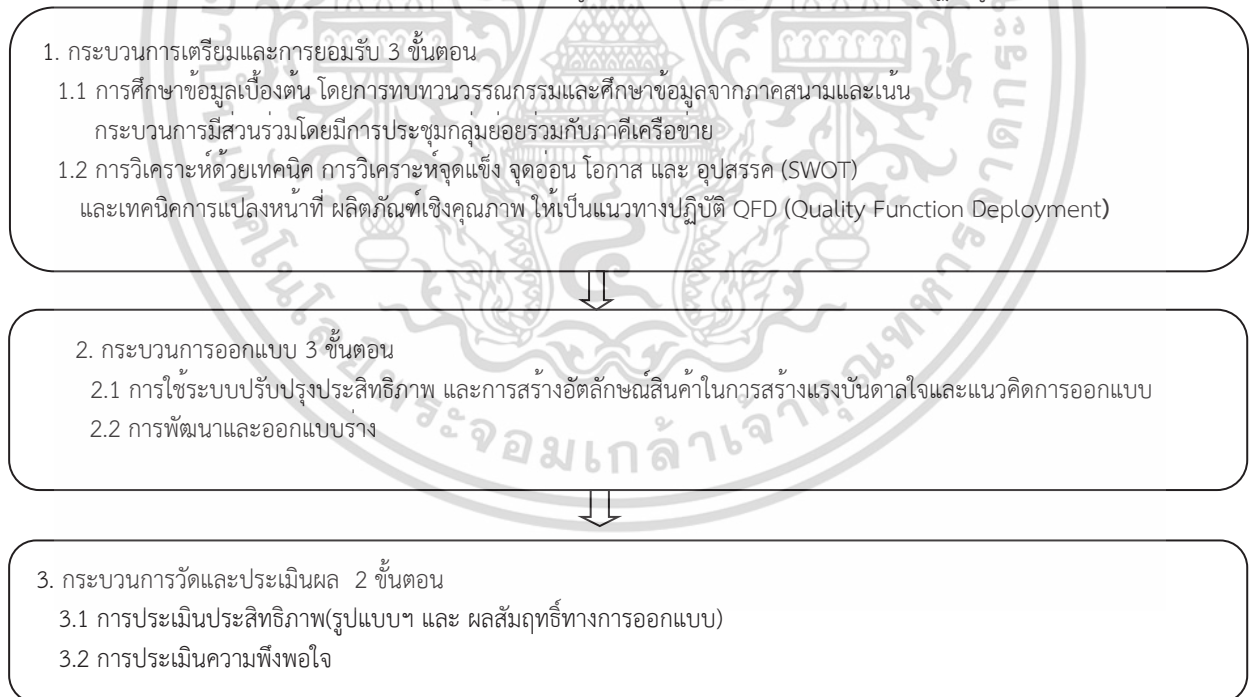 1. กระบวนการเตรียมและการยอมรับ 3 ขั้นตอน
1.1 การศึกษาข้อมูลเบื้องต้น โดยการทบทวนวรรณกรรมและศึกษาข้อมูลจากภาคสนามและเน้น
กระบวนการมีส่วนร่วมโดยมีการประชุมกลุ่มย่อยร่วมกับภาคีเครือข่าย
1.2 การวิเคราะห์ด้วยเทคนิค การวิเคราะห์จุดแข็ง จุดอ่อน โอกาส และ อุปสรรค (SWOT)
และเทคนิคการแปลงหน้าที่ ผลิตภัณฑ์เชิงคุณภาพ ให้เป็นแนวทางปฏิบัติ QFD (Quality Function Deployment)
2. กระบวนการออกแบบ 3 ขั้นตอน
2.1 การใช้ระบบปรับปรุงประสิทธิภาพ และการสร้างอัตลักษณ์สินค้าในการสร้างแรงบันดาลใจและแนวคิดการออกแบบ
2.2 การพัฒนาและออกแบบร่าง
พระจอมเกล้าเจ้าคุณทหาร
3. กระบวนการวัดและประเมินผล 2 ขั้นตอน
3.1 การประเมินประสิทธิภาพ(รูปแบบฯ และ ผลสัมฤทธิ์ทางการออกแบบ)
3.2 การประเมินความพึงพอใจ